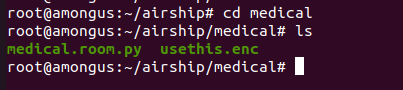 root@amongus:~/airship# cd medical
root@amongus:~/airship/medical# ls
medical.room.py  usethis.enc
root@amongus:~/airship/medical#